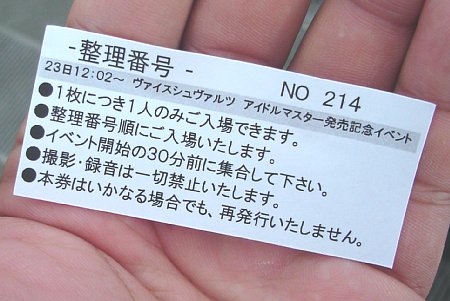 - 整理番号 -
NO 214
23日12:02～ ヴァイスシュヴァルツ アイドルマスター発売記念イベント
●1枚につき1人のみご入場できます。
●整理番号順にご入場いたします。
●イベント開始の30分前に集合して下さい。
●撮影・録音は一切禁止いたします。
●本券はいかなる場合でも、再発行いたしません。